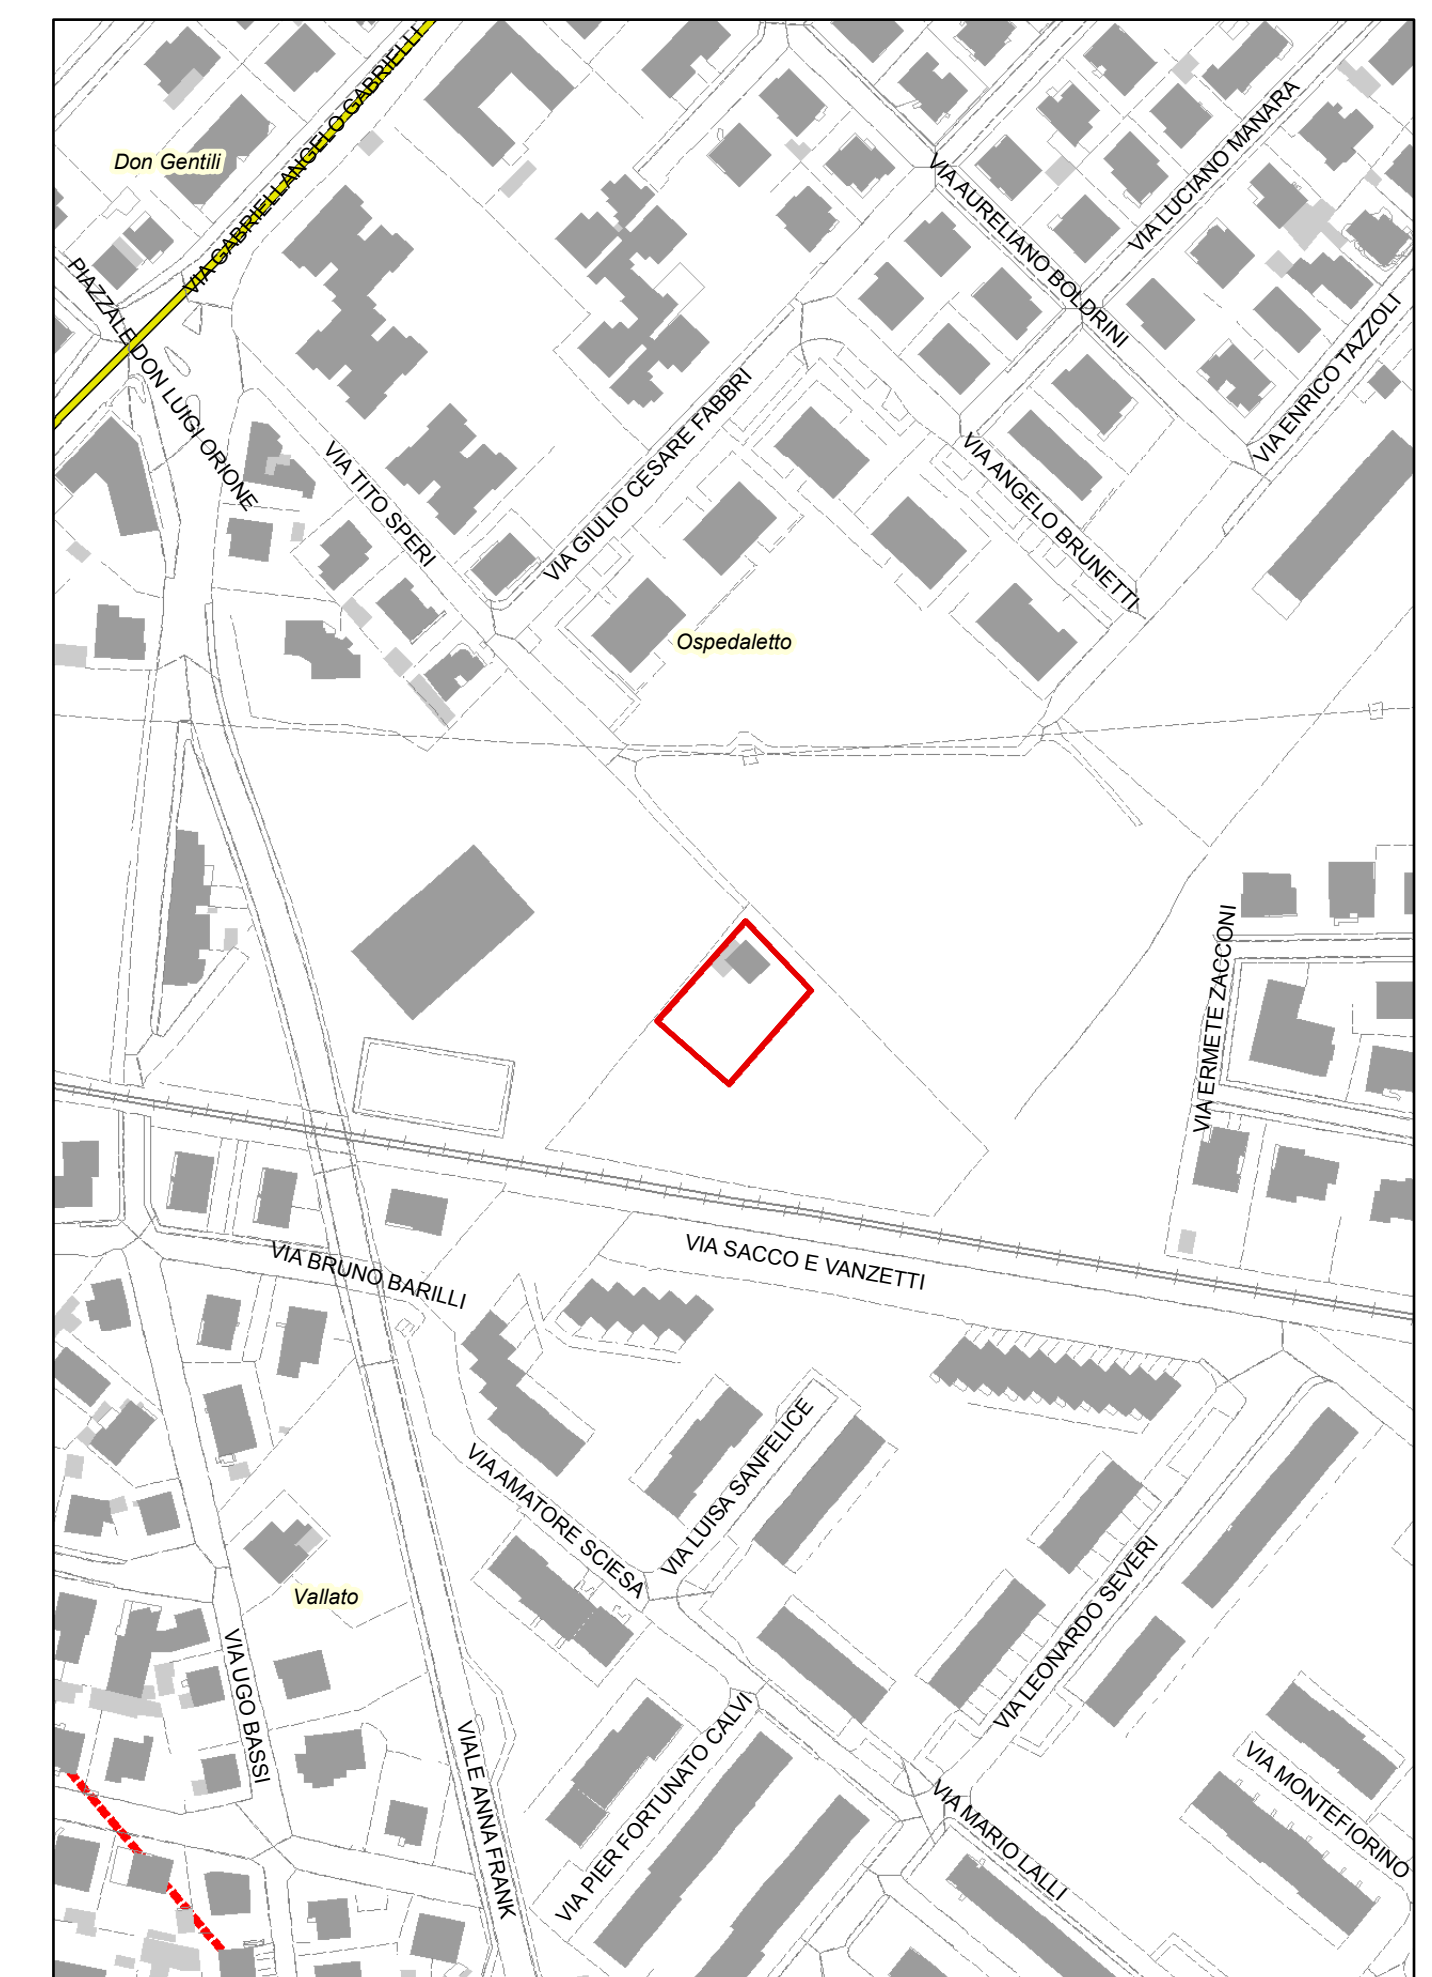 VIA GABRIELLANGELO GABRIELLI
Don Gentili
VIA LUCIANO MANARA
VIA AURELIANO BOLDRINI
PIAZZALE DON LUIGI ORIONE
VIA ENRICO TAZZOLI
VIA GIULIO CESARE FABBRI
VIA TITO SPERI
VIA ANGELO BRUNETTI
Ospedaletto
VIA ERMETE ZACCONI
VIA SACCO E VANZETTI
VIA BRUNO BARILLI
VIA LUISA SANFELICE
VIA AMATORE SCIESA
VIA LEONARDO SEVERI
Vallato
VIA UGO BASSI
VIA PIER FORTUNATO CALVI
VIALE ANNA FRANK
VIA MONTEFIORINO
VIA MARIO LALLI